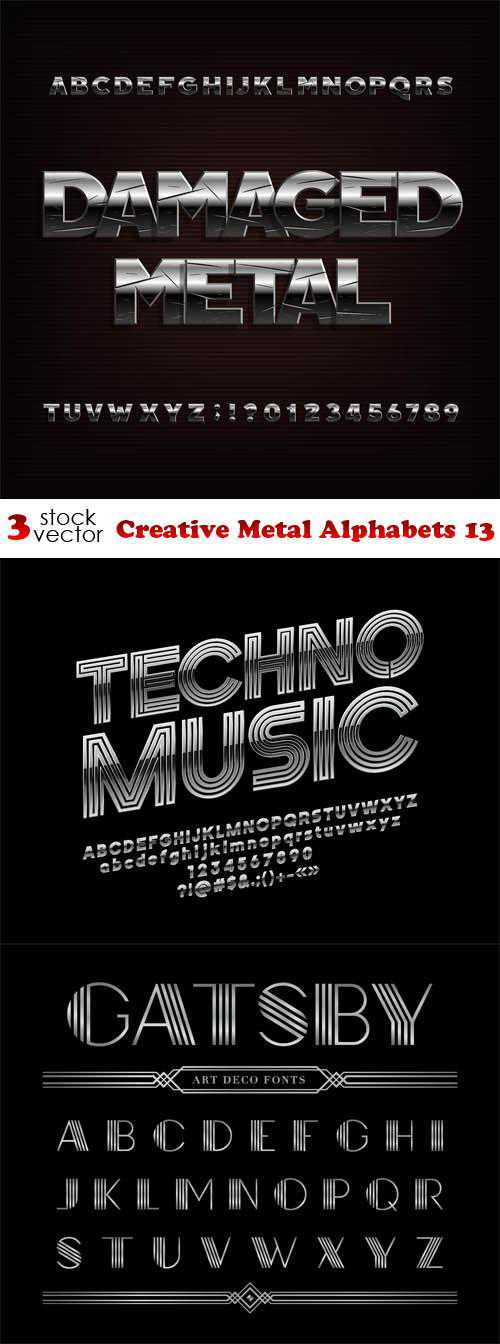 ABCDEFGHIJKLMNOPQRS
DAMAGED
METAL
TUVWXYZ;:!?0123456789
3 stock vector Creative Metal Alphabets 13
TECHNO
MUSIC
ABCDEFGHIJKLMNOPQRSTUVWXYZ
abcdefghijklmnopqrstuvwxyz
1234567890
?!@#$&.;()+-«»
GATSBY
ART DECO FONTS
ABCDEFGHI
JKLMNOPQR
STUVWXYZ